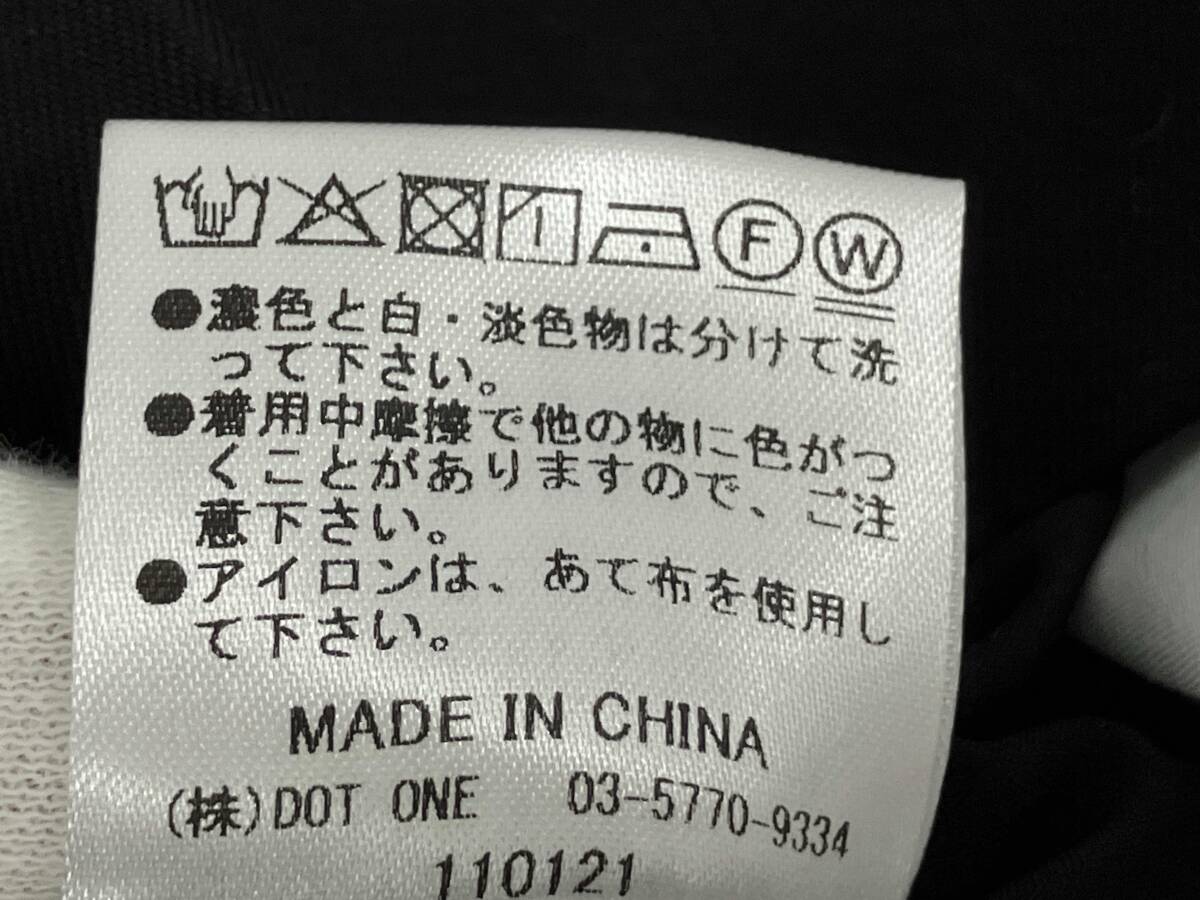 F W
●濃色と白・淡色物は分けて洗
って下さい。
●着用中摩擦で他の物に色がつ
くことがありますので、ご注
意下さい。
●アイロンは、あて布を使用し
て下さい。
MADE IN CHINA
(株)DOT ONE 03-5770-9334
110121